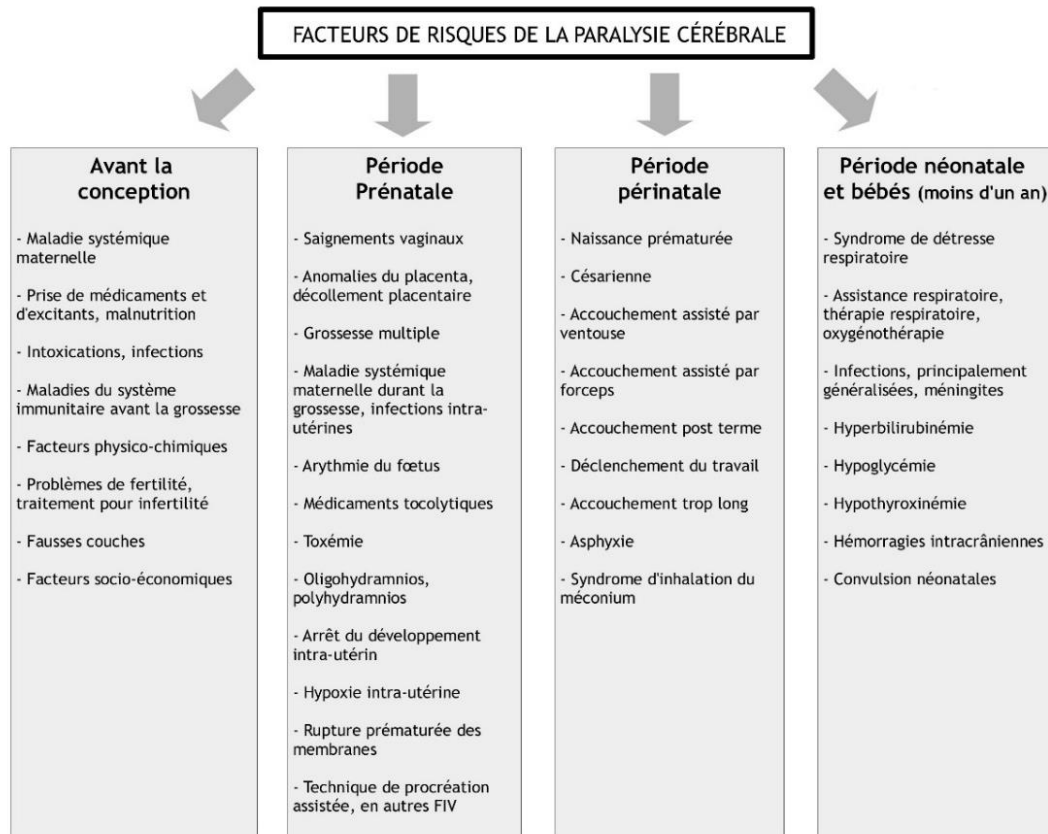 FACTEURS DE RISQUES DE LA PARALYSIE CÉRÉBRALE
Avant la
conception
- Maladie systémique
maternelle
- Prise de médicaments et
d'excitants, malnutrition
- Intoxications, infections
- Maladies du système
immunitaire avant la grossesse
- Facteurs physico-chimiques
- Problèmes de fertilité,
traitement pour infertilité
- Fausses couches
- Facteurs socio-économiques
Période
Prénatale
- Saignements vaginaux
- Anomalies du placenta,
décollement placentaire
- Grossesse multiple
- Maladie systémique
maternelle durant la
grossesse, infections intra-
utérines
- Arythmie du fœtus
- Médicaments tocolytiques
- Toxémie
- Oligohydramnios,
polyhydramnios
- Arrêt du développement
intra-utérin
- Hypoxie intra-utérine
- Rupture prématurée des
membranes
- Technique de procréation
assistée, en autres FIV
Période
périnatale
- Naissance prématurée
- Césarienne
- Accouchement assisté par
ventouse
- Accouchement assisté par
forceps
- Accouchement post terme
- Déclenchement du travail
- Accouchement trop long
- Asphyxie
- Syndrome d'inhalation du
méconium
Période néonatale
et bébés (moins d'un an)
- Syndrome de détresse
respiratoire
- Assistance respiratoire,
thérapie respiratoire,
oxygénothérapie
- Infections, principalement
généralisées, méningites
- Hyperbilirubinémie
- Hypoglycémie
- Hypothyroxinémie
- Hémorragies intracrâniennes
- Convulsion néonatales